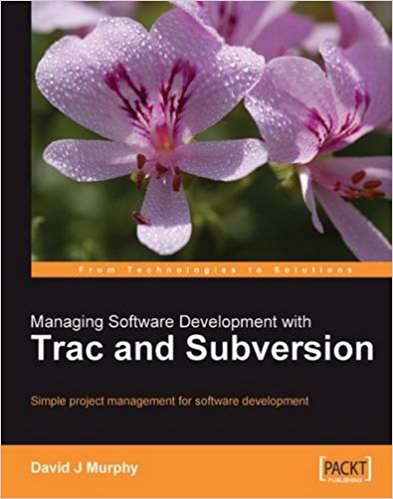 From Technologies to Solutions
Managing Software Development with
Trac and Subversion
Simple project management for software development
David J Murphy
[PACKT]
PUBLISHING